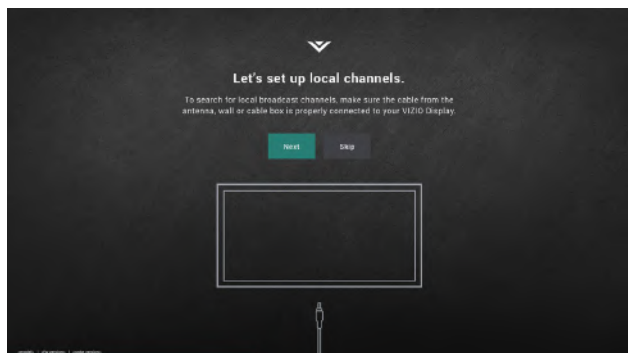 Let's set up local channels.
To search for local broadcast channels, make sure the cable from the
antenna, wall or cable box is properly connected to your VIZIO Display.
Next
Skip